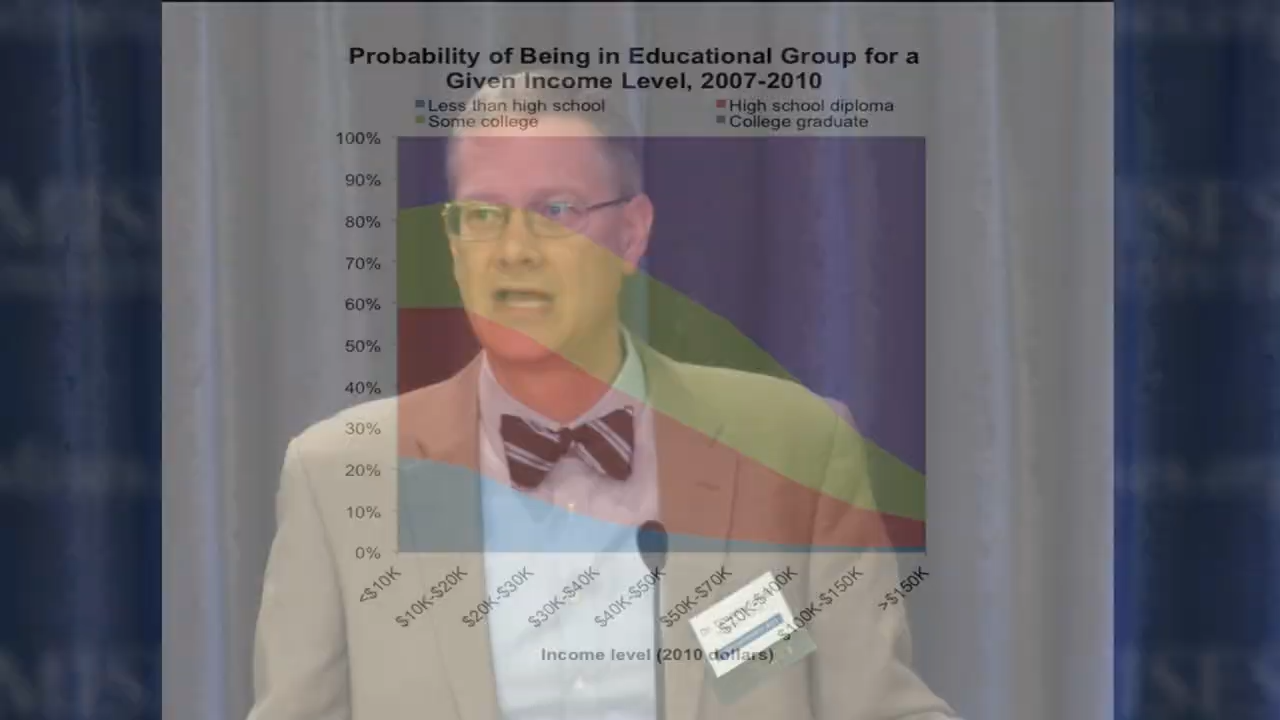 Probability of Being in Educational Group for a
Given Income Level, 2007-2010
Less than high school
High school diploma
Some college
College graduate
100%
90%
80%
70%
60%
50%
40%
30%
20%
10%
0%
<$10K
$10K-$20K
$20K-$30K
$30K-$40K
$40K-$50K
$50K-$70K
$70K-$100K
$100K-$150K
>$150K
Income level (2010 dollars)